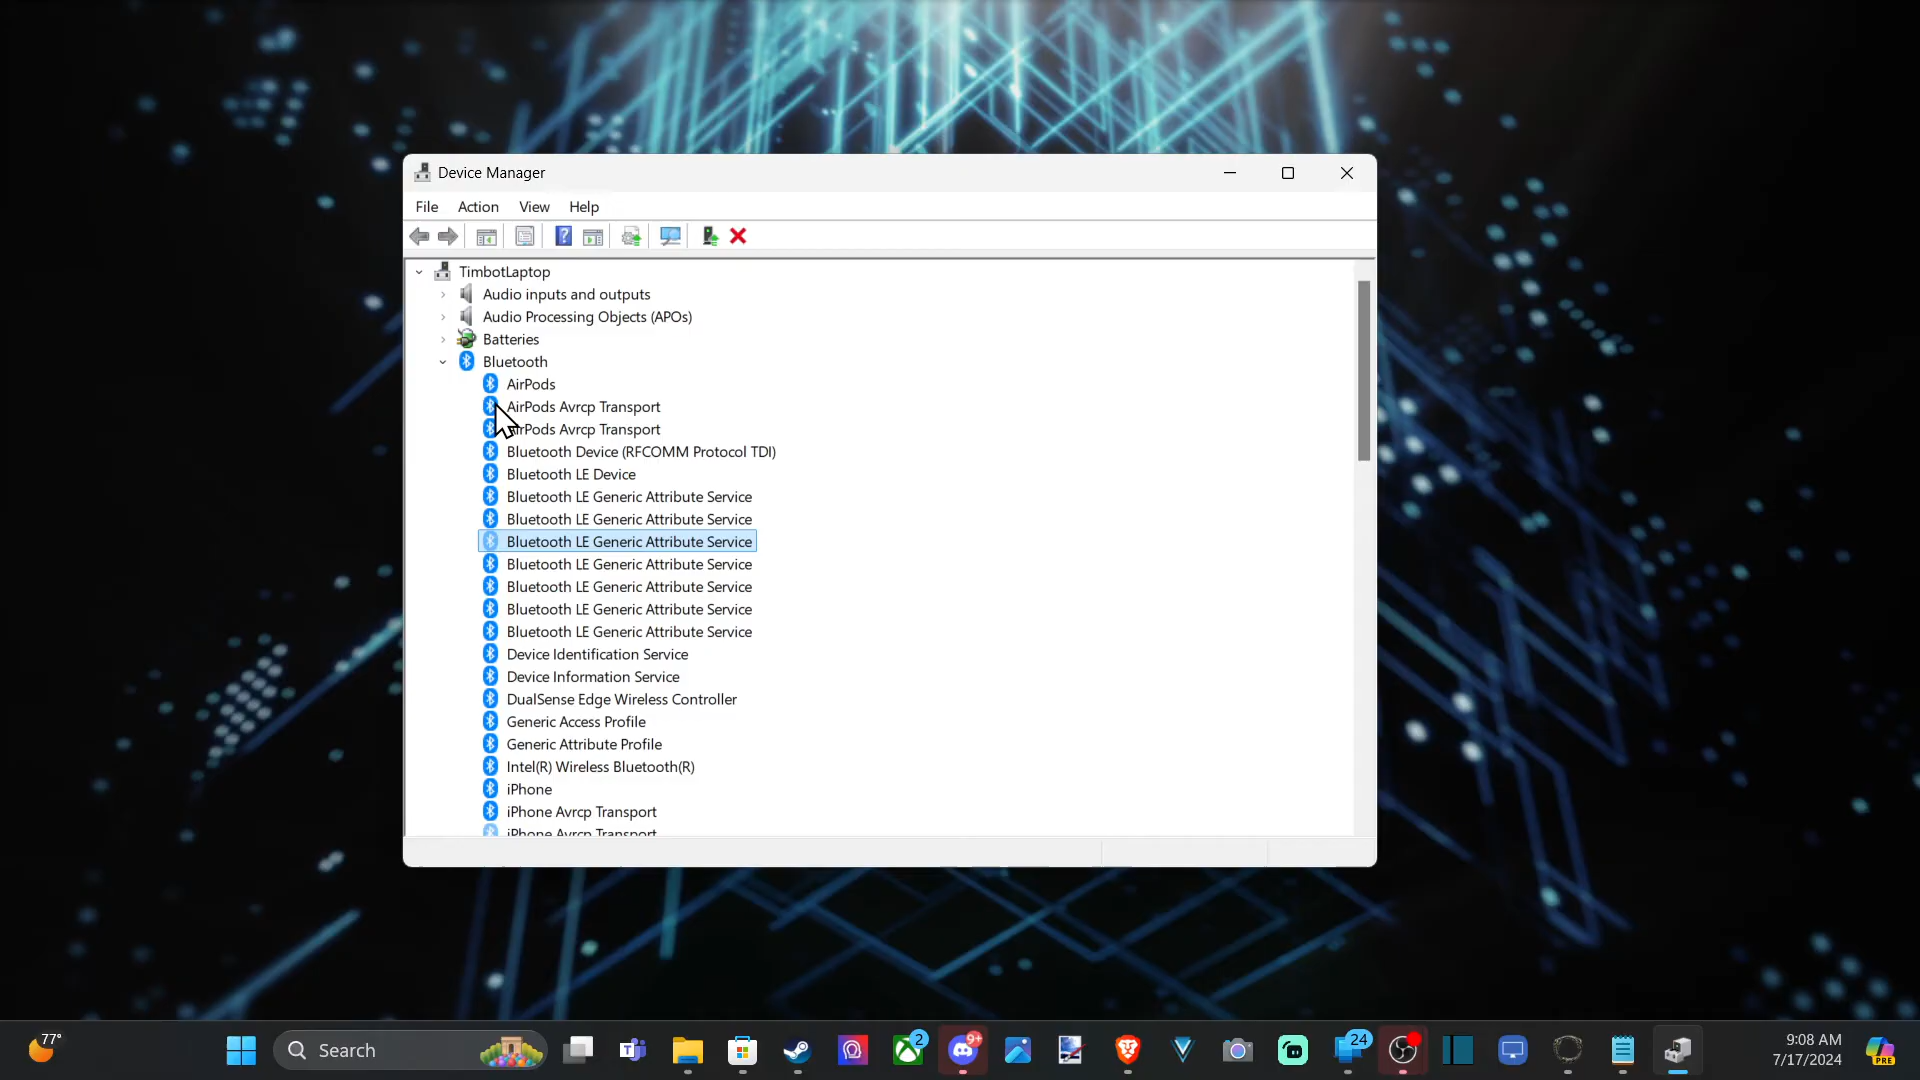 Device Manager
File Action View Help
TimbotLaptop
Audio inputs and outputs
Audio Processing Objects (APOs)
Batteries
Bluetooth
AirPods
AirPods Avrcp Transport
AirPods Avrcp Transport
Bluetooth Device (RFCOMM Protocol TDI)
Bluetooth LE Device
Bluetooth LE Generic Attribute Service
Bluetooth LE Generic Attribute Service
Bluetooth LE Generic Attribute Service
Bluetooth LE Generic Attribute Service
Bluetooth LE Generic Attribute Service
Bluetooth LE Generic Attribute Service
Bluetooth LE Generic Attribute Service
Device Identification Service
Device Information Service
DualSense Edge Wireless Controller
Generic Access Profile
Generic Attribute Profile
Intel(R) Wireless Bluetooth(R)
iPhone
iPhone Avrcp Transport
iPhone Avrcp Transport
77°
Search
2
9+
24
9:08 AM
7/17/2024
PRE